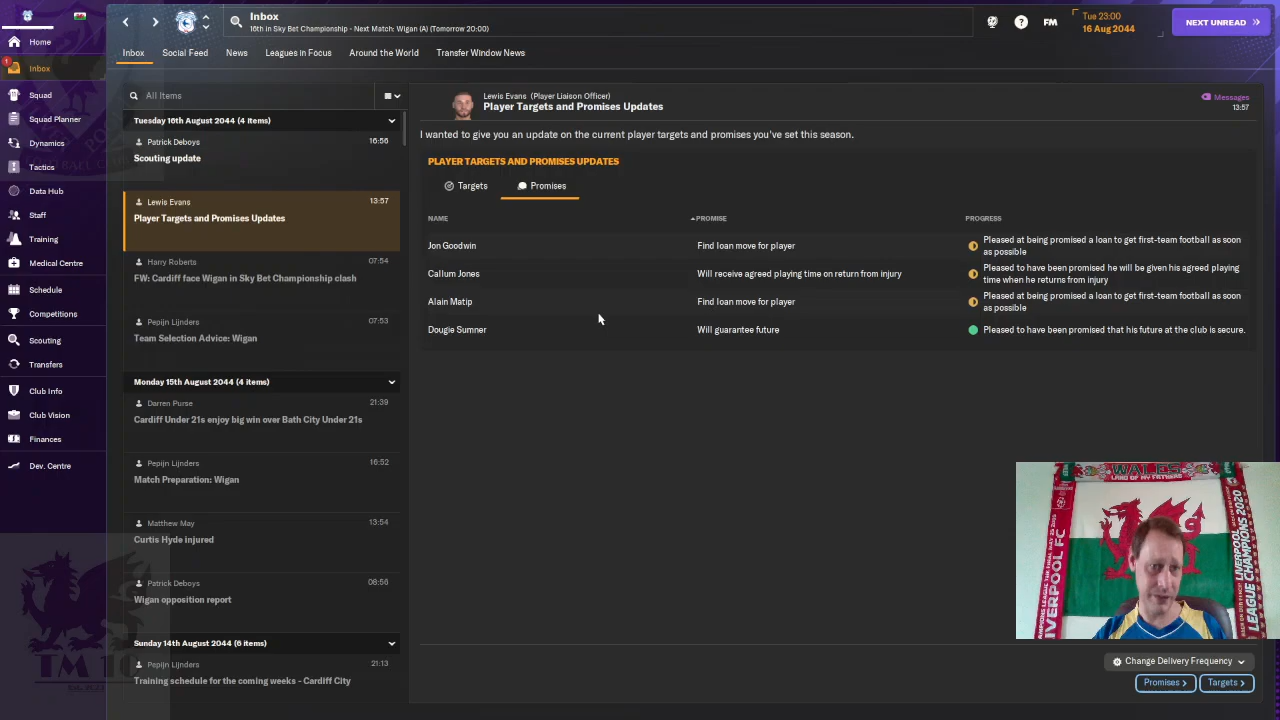 Inbox
16th in Sky Bet Championship - Next Match: Wigan (A) (Tomorrow 20:00)
FM
Tue 23:00
16 Aug 2044
NEXT UNREAD
Inbox
Social Feed
News
Leagues in Focus
Around the World
Transfer Window News
Home
1
Inbox
Squad
Squad Planner
Dynamics
Tactics
Data Hub
Staff
Training
Medical Centre
Schedule
Competitions
Scouting
Transfers
Club Info
Club Vision
Finances
Dev. Centre
All Items
Tuesday 16th August 2044 (4 items)
Patrick Deboys 16:56
Scouting update
Lewis Evans 13:57
Player Targets and Promises Updates
Harry Roberts 07:54
FW: Cardiff face Wigan in Sky Bet Championship clash
Pepijn Lijnders 07:53
Team Selection Advice: Wigan
Monday 15th August 2044 (4 items)
Darren Purse 21:39
Cardiff Under 21s enjoy big win over Bath City Under 21s
Pepijn Lijnders 16:52
Match Preparation: Wigan
Matthew May 13:54
Curtis Hyde injured
Patrick Deboys 08:56
Wigan opposition report
Sunday 14th August 2044 (6 items)
Pepijn Lijnders 21:13
Training schedule for the coming weeks - Cardiff City
Lewis Evans (Player Liaison Officer)
Player Targets and Promises Updates
Messages
13:57
I wanted to give you an update on the current player targets and promises you've set this season.
PLAYER TARGETS AND PROMISES UPDATES
Targets
Promises
NAME PROMISE PROGRESS
Jon Goodwin Find loan move for player Pleased at being promised a loan to get first-team football as soon
as possible
Callum Jones Will receive agreed playing time on return from injury Pleased to have been promised he will be given his agreed playing
time when he returns from injury
Alain Matip Find loan move for player Pleased at being promised a loan to get first-team football as soon
as possible
Dougie Sumner Will guarantee future Pleased to have been promised that his future at the club is secure.
Change Delivery Frequency
Promises
Targets
WALES
LAND OF MY FATHERS
LIVERPOOL FC
LIVERPOOL
LEAGUE CHAMPIONS 2020
TM 10